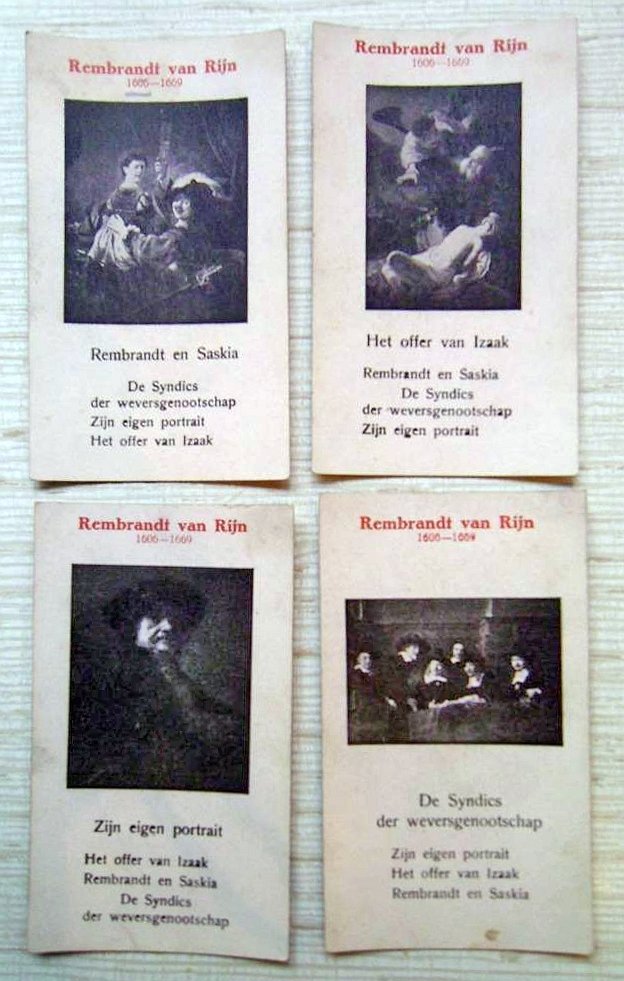 Rembrandt van Rijn
1606—1669
Rembrandt en Saskia
De Syndics
der weversgenootschap
Zijn eigen portrait
Het offer van Izaak
Rembrandt van Rijn
1606—1669
Het offer van Izaak
Rembrandt en Saskia
De Syndics
der weversgenootschap
Zijn eigen portrait
Rembrandt van Rijn
1606—1669
Zijn eigen portrait
Het offer van Izaak
Rembrandt en Saskia
De Syndics
der weversgenootschap
Rembrandt van Rijn
1606—1669
De Syndics
der weversgenootschap
Zijn eigen portrait
Het offer van Izaak
Rembrandt en Saskia